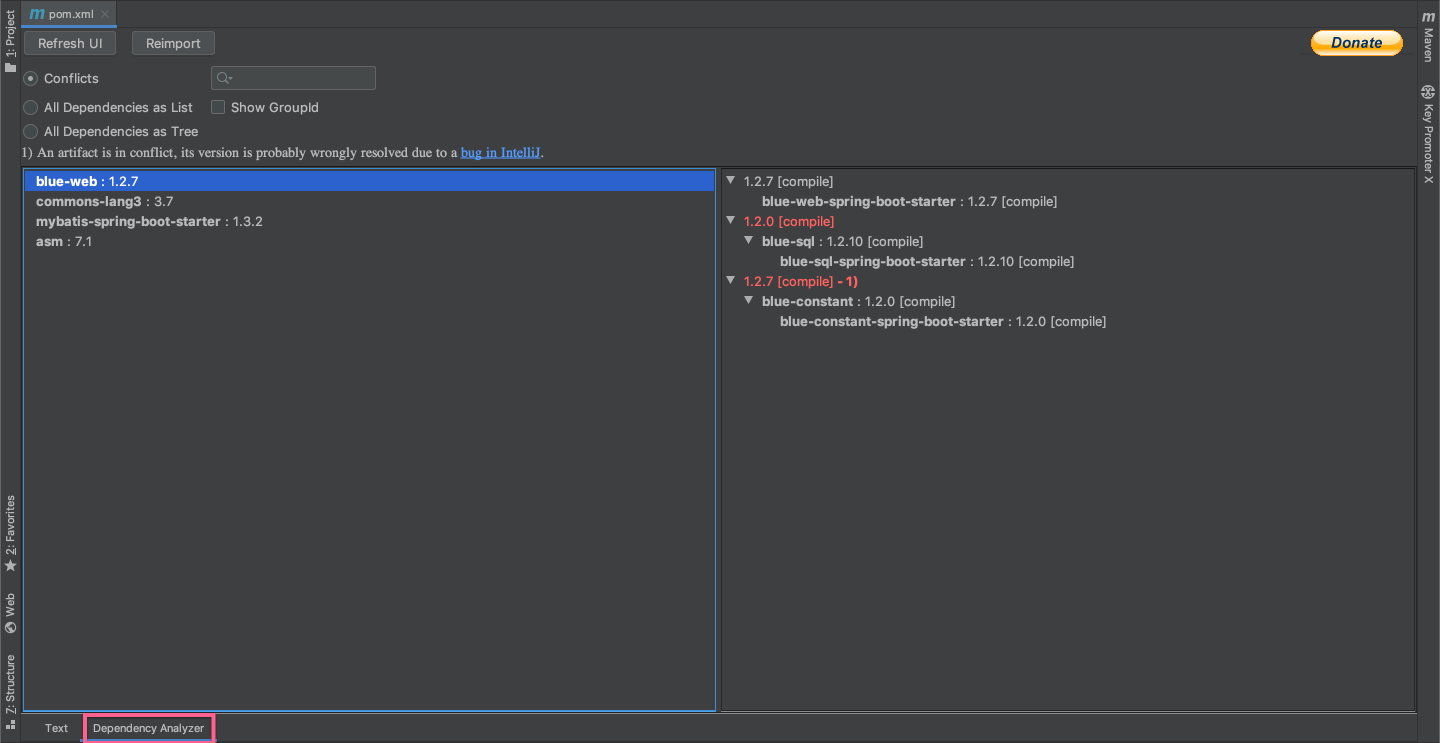 1: Project
m pom.xml
Refresh UI
Reimport
Donate
m Maven
Conflicts
All Dependencies as List
Show GroupId
All Dependencies as Tree
Key Promoter X
1) An artifact is in conflict, its version is probably wrongly resolved due to a bug in IntelliJ.
blue-web : 1.2.7
commons-lang3 : 3.7
mybatis-spring-boot-starter : 1.3.2
asm : 7.1
1.2.7 [compile]
blue-web-spring-boot-starter : 1.2.7 [compile]
1.2.0 [compile]
blue-sql : 1.2.10 [compile]
blue-sql-spring-boot-starter : 1.2.10 [compile]
1.2.7 [compile] - 1)
blue-constant : 1.2.0 [compile]
blue-constant-spring-boot-starter : 1.2.0 [compile]
2: Favorites
Web
Z: Structure
Text
Dependency Analyzer